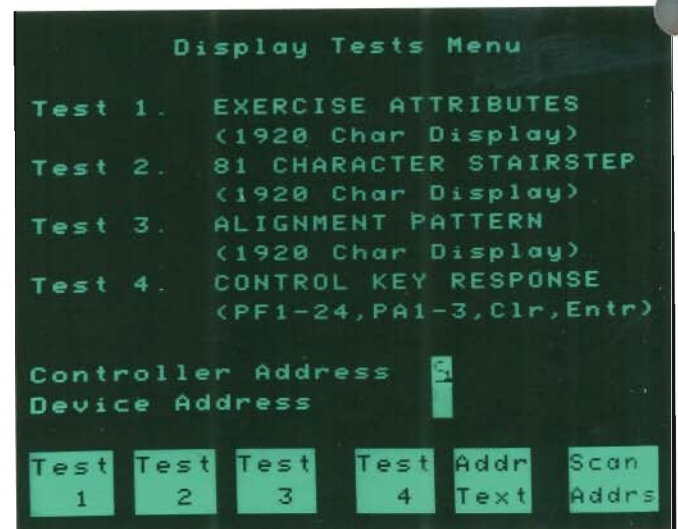 Display Tests Menu
Test 1. EXERCISE ATTRIBUTES
(1920 Char Display)
Test 2. 81 CHARACTER STAIRSTEP
(1920 Char Display)
Test 3. ALIGNMENT PATTERN
(1920 Char Display)
Test 4. CONTROL KEY RESPONSE
(PF1-24,PA1-3,Clr,Entr)
Controller Address
Device Address
Test Test Test Test Addr Scan
1 2 3 4 Text Addrs